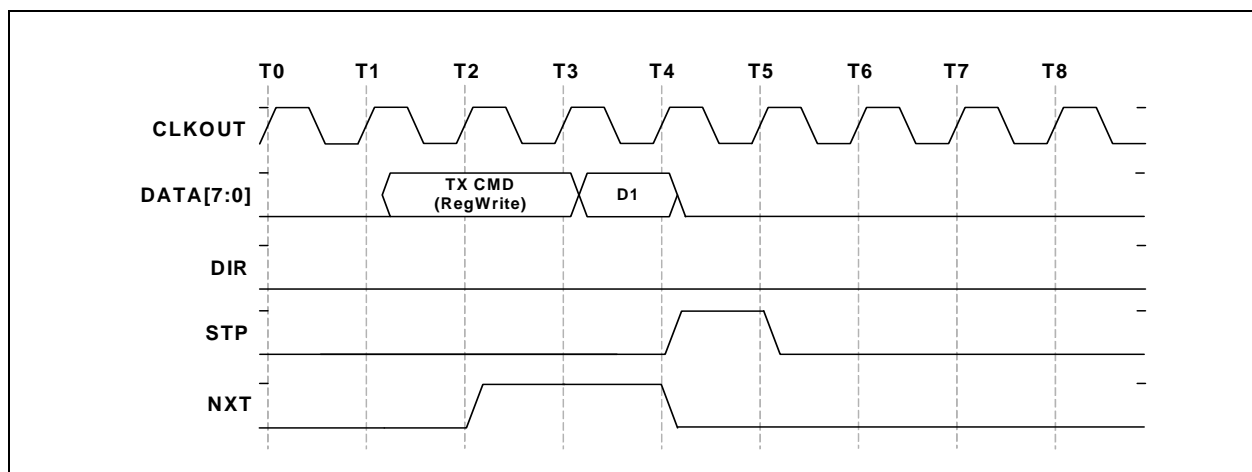 T0 T1 T2 T3 T4 T5 T6 T7 T8
CLKOUT
DATA[7:0]
TX CMD
(RegWrite)
D1
DIR
STP
NXT